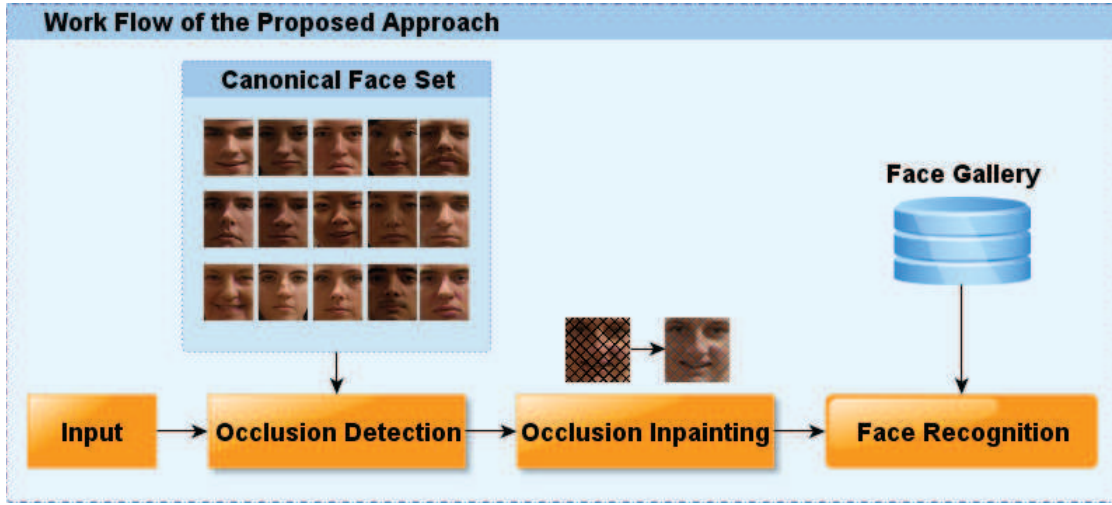 Work Flow of the Proposed Approach
Canonical Face Set
Face Gallery
Input
Occlusion Detection
Occlusion Inpainting
Face Recognition